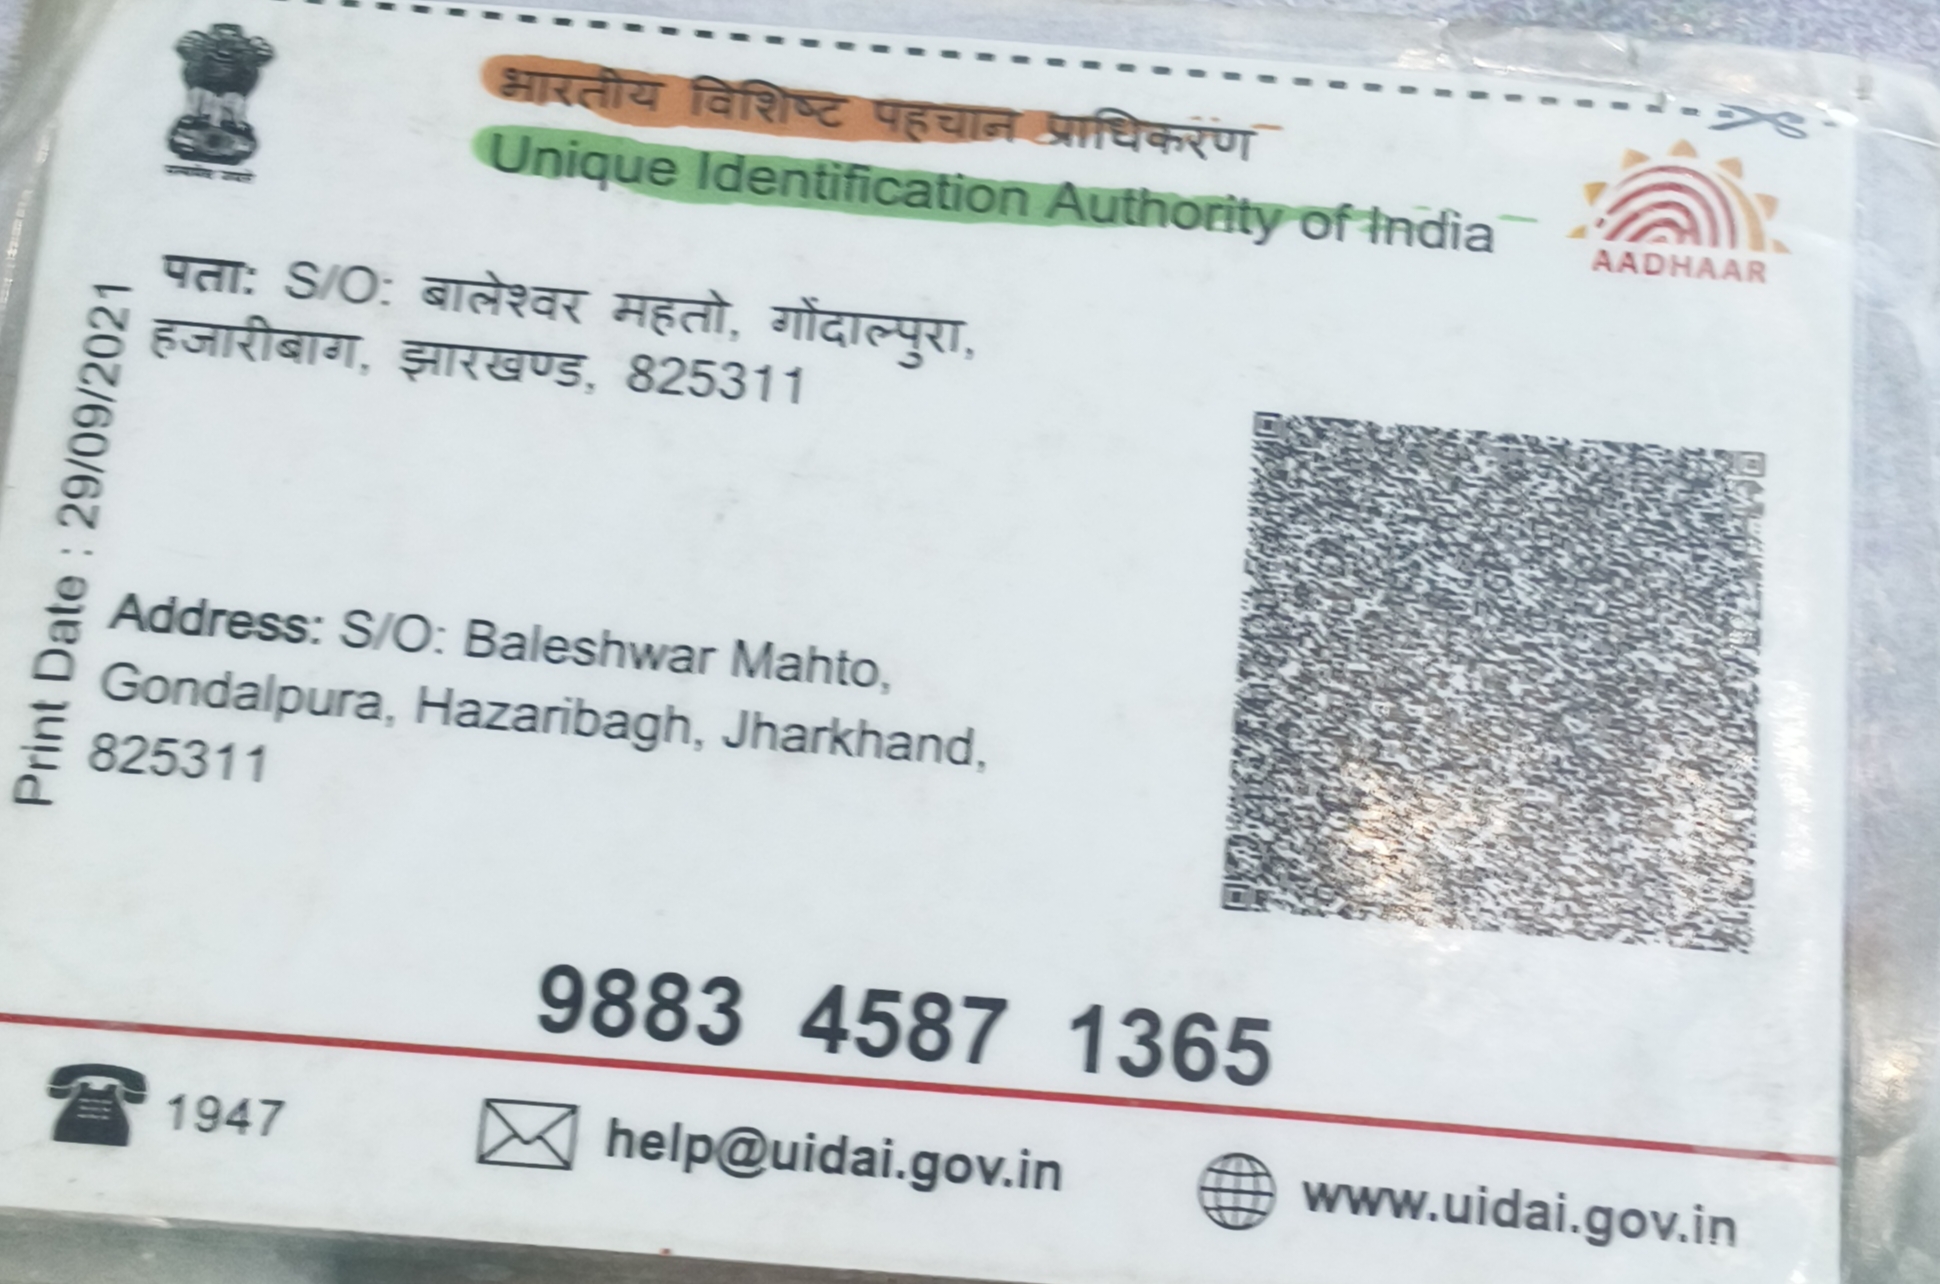 भारतीय विशिष्ट पहचान प्राधिकरण
Unique Identification Authority of India
AADHAAR
पता: S/O: बालेश्वर महतो, गोंदाल्पुरा,
हजारीबाग, झारखण्ड, 825311
Print Date : 29/09/2021
Address: S/O: Baleshwar Mahto,
Gondalpura, Hazaribagh, Jharkhand,
825311
9883 4587 1365
1947
help@uidai.gov.in
www.uidai.gov.in